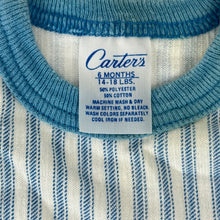 Carter's
6 MONTHS
14-18 LBS.
50% POLYESTER
50% COTTON
MACHINE WASH & DRY
WARM SETTING, NO BLEACH.
WASH COLORS SEPARATELY
COOL IRON IF NEEDED.